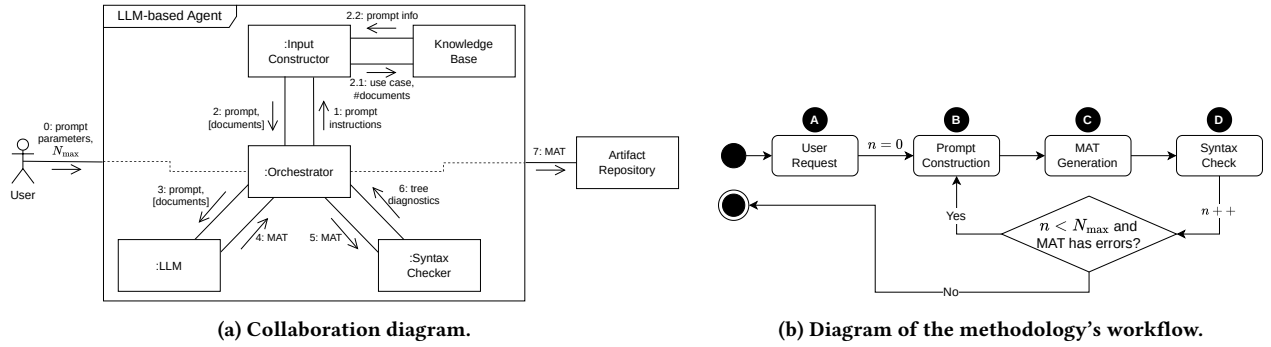 LLM-based Agent
2.2: prompt info
:Input
Constructor
Knowledge
Base
2.1: use case,
#documents
2: prompt,
[documents]
1: prompt
instructions
0: prompt
parameters,
N_max
User
:Orchestrator
7: MAT
Artifact
Repository
3: prompt,
[documents]
6: tree
diagnostics
4: MAT
5: MAT
:LLM
:Syntax
Checker
(a) Collaboration diagram.
A
B
C
D
User
Request
n = 0
Prompt
Construction
MAT
Generation
Syntax
Check
Yes
n + +
n < N_max and
MAT has errors?
No
(b) Diagram of the methodology's workflow.